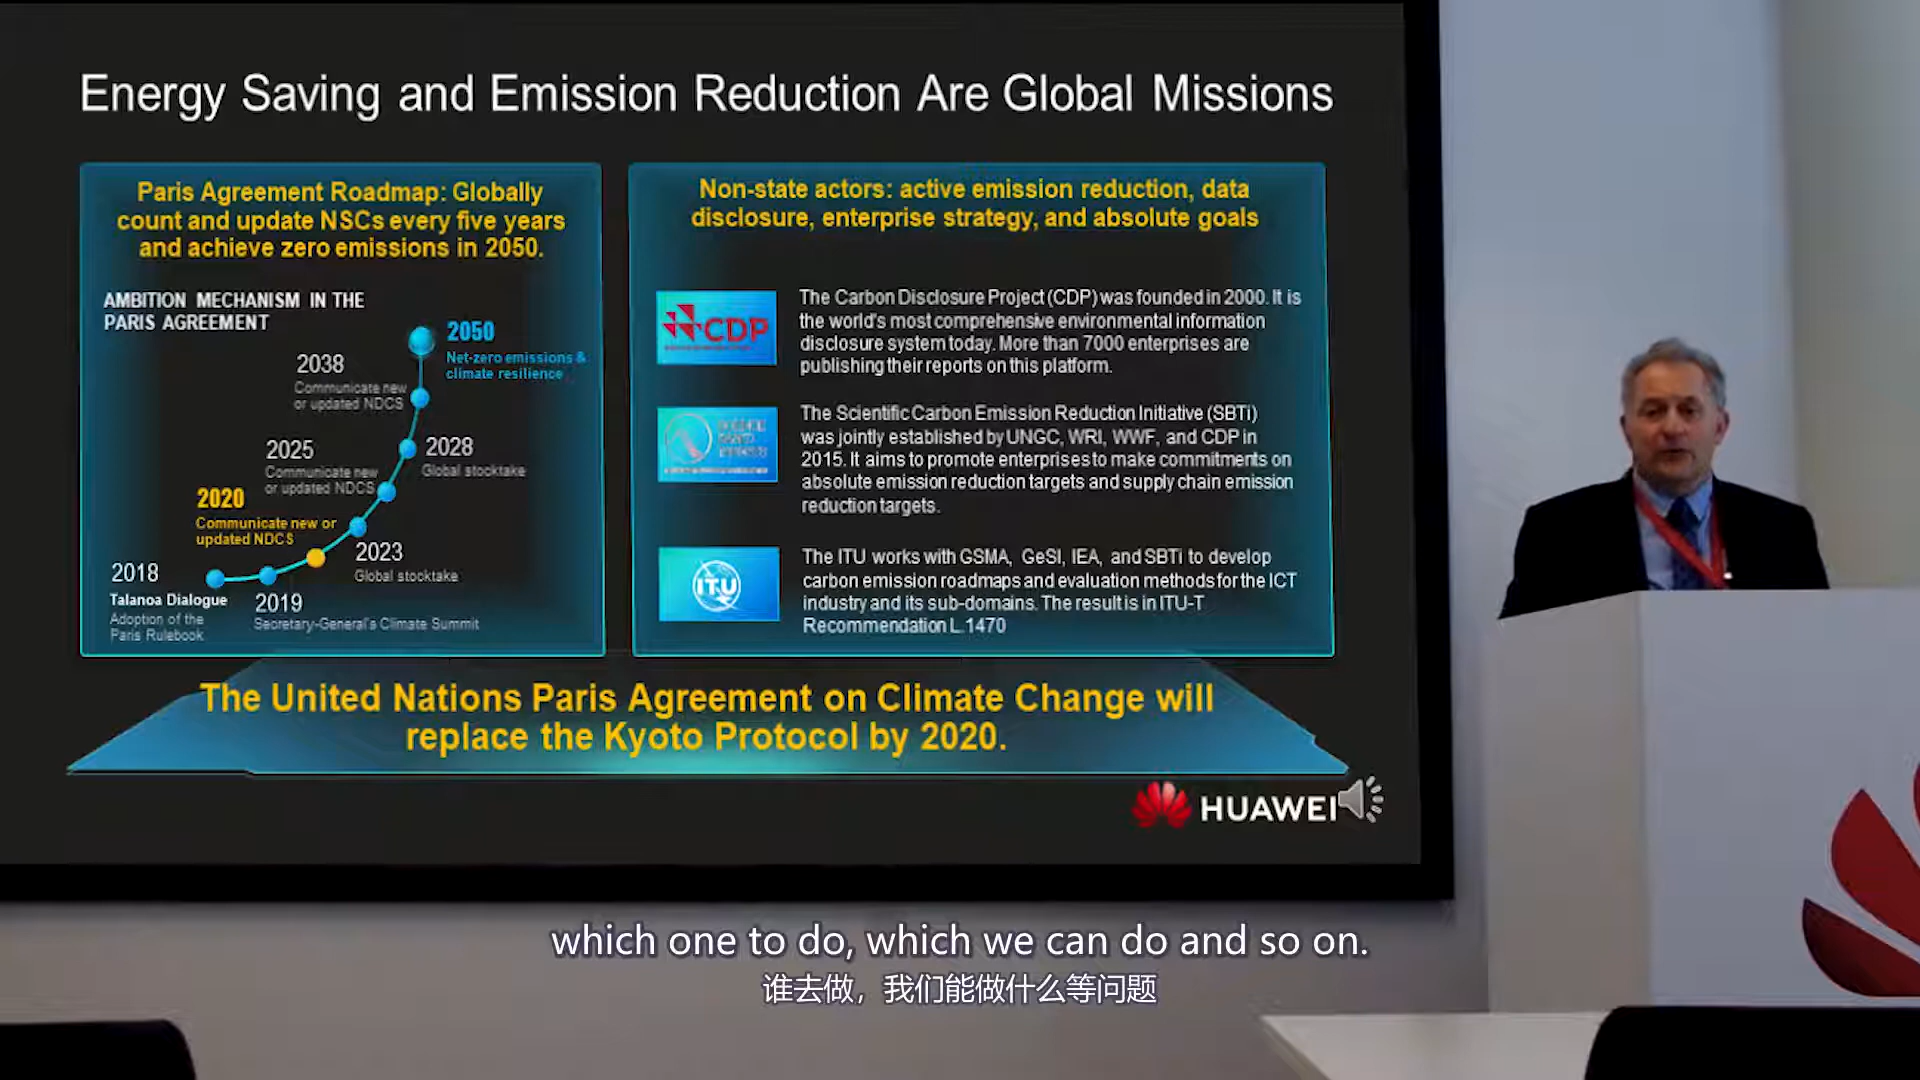 Energy Saving and Emission Reduction Are Global Missions
Paris Agreement Roadmap: Globally
count and update NSCs every five years
and achieve zero emissions in 2050.
AMBITION MECHANISM IN THE
PARIS AGREEMENT
2050
Net-zero emissions &
climate resilience
2038
Communicate new
or updated NDCS
2028
Global stocktake
2025
Communicate new
or updated NDCS
2020
Communicate new or
updated NDCS
2023
Global stocktake
2018
Talanoa Dialogue
Adoption of the
Paris Rulebook
2019
Secretary-General's Climate Summit
Non-state actors: active emission reduction, data
disclosure, enterprise strategy, and absolute goals
CDP
The Carbon Disclosure Project (CDP) was founded in 2000. It is
the world's most comprehensive environmental information
disclosure system today. More than 7000 enterprises are
publishing their reports on this platform.
The Scientific Carbon Emission Reduction Initiative (SBTi)
was jointly established by UNGC, WRI, WWF, and CDP in
2015. It aims to promote enterprises to make commitments on
absolute emission reduction targets and supply chain emission
reduction targets.
ITU
The ITU works with GSMA, GeSI, IEA, and SBTi to develop
carbon emission roadmaps and evaluation methods for the ICT
industry and its sub-domains. The result is in ITU-T
Recommendation L.1470
The United Nations Paris Agreement on Climate Change will
replace the Kyoto Protocol by 2020.
HUAWEI
which one to do, which we can do and so on.
谁去做，我们能做什么等问题